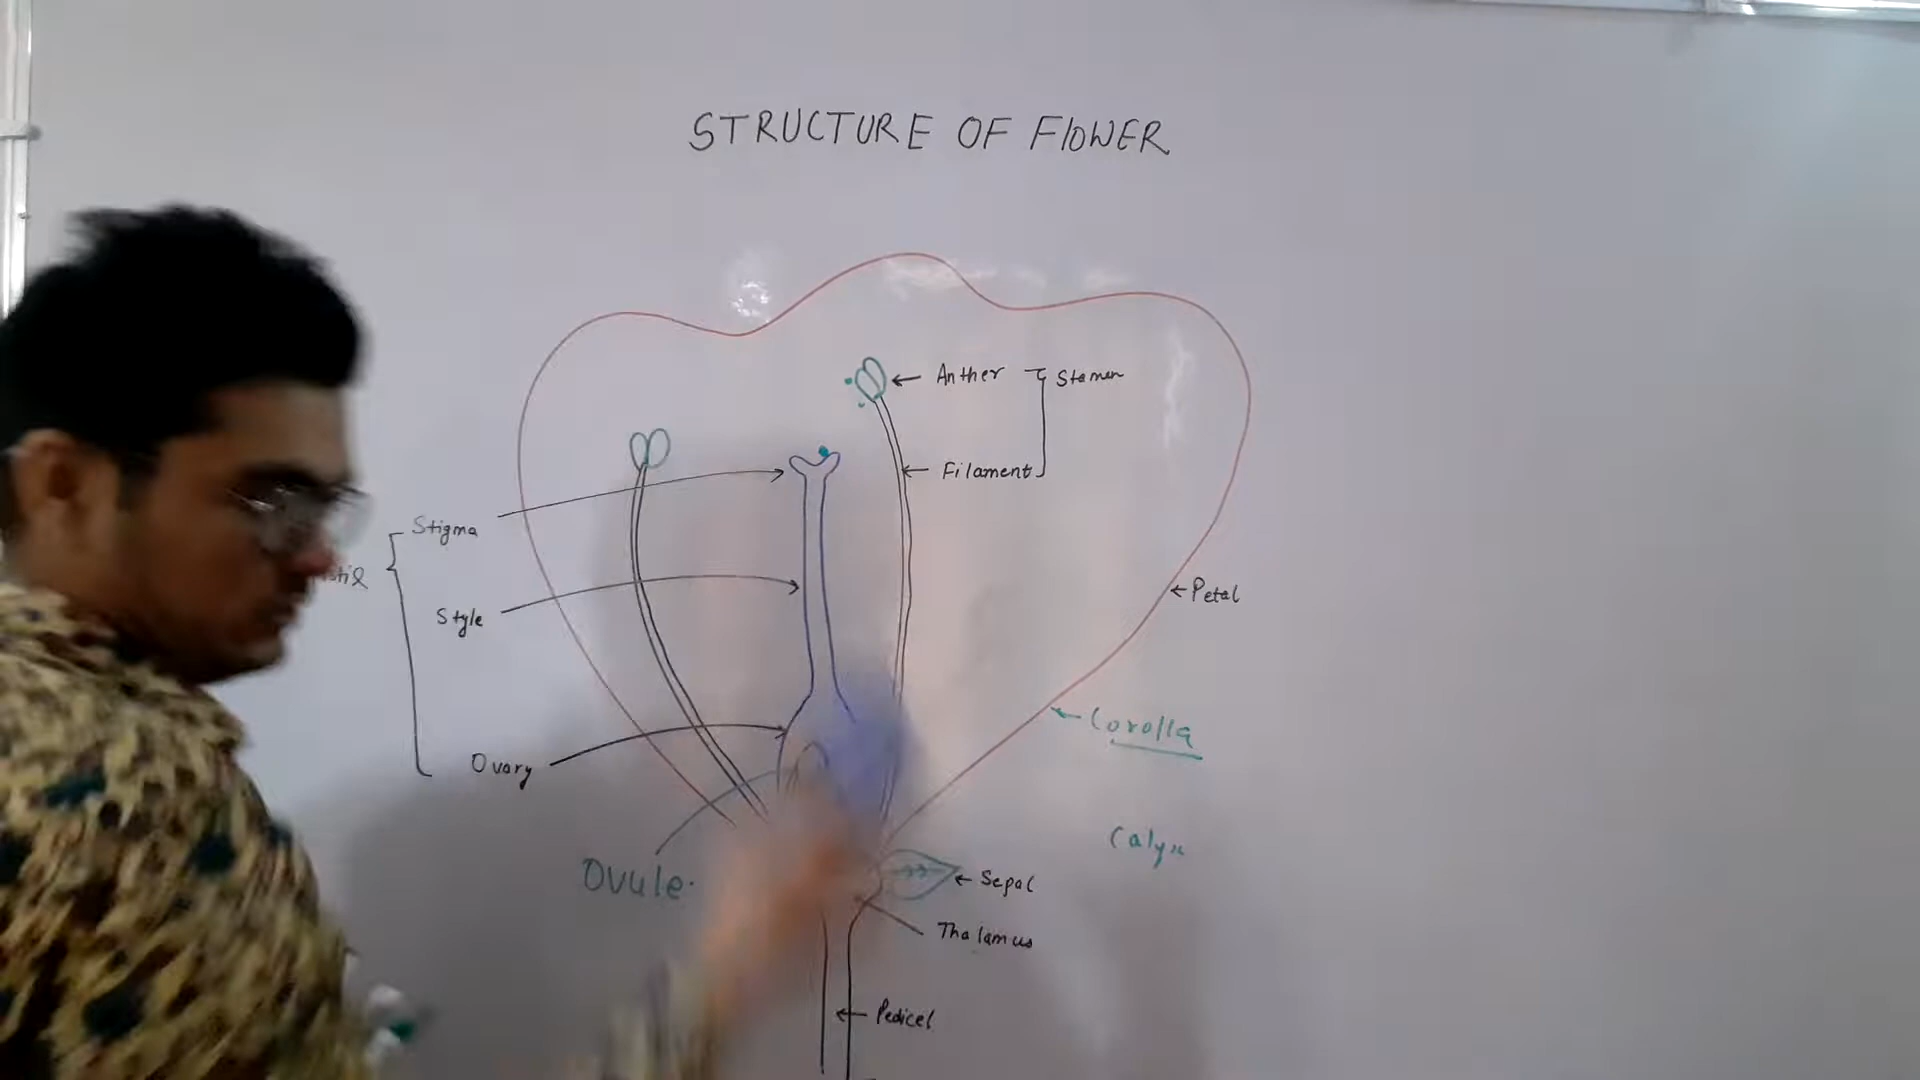 STRUCTURE OF FlOWER
Anther
Stamen
Filament
Stigma
Style
Petal
Corolla
Ovary
Calyx
Ovule.
Sepal
Thalamus
Pedicel